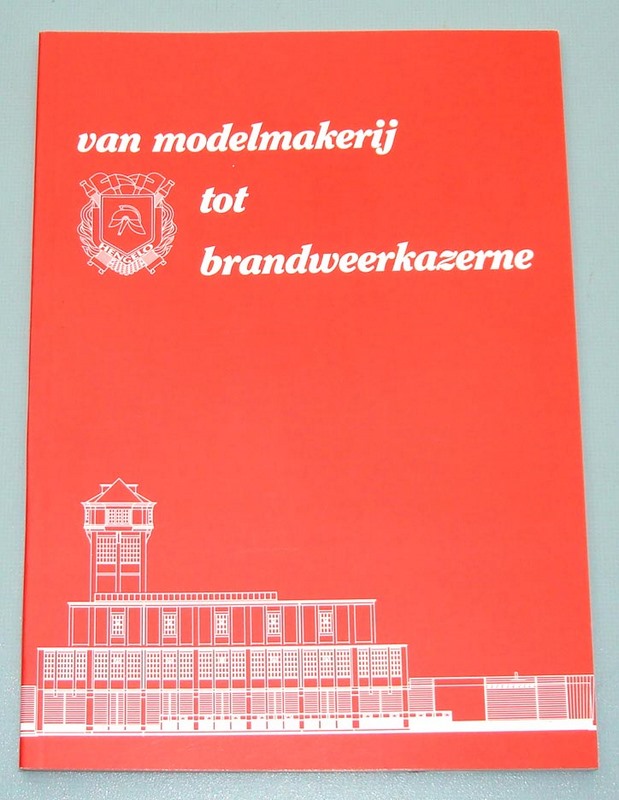 van modelmakerij
tot
HENGELO
brandweerkazerne